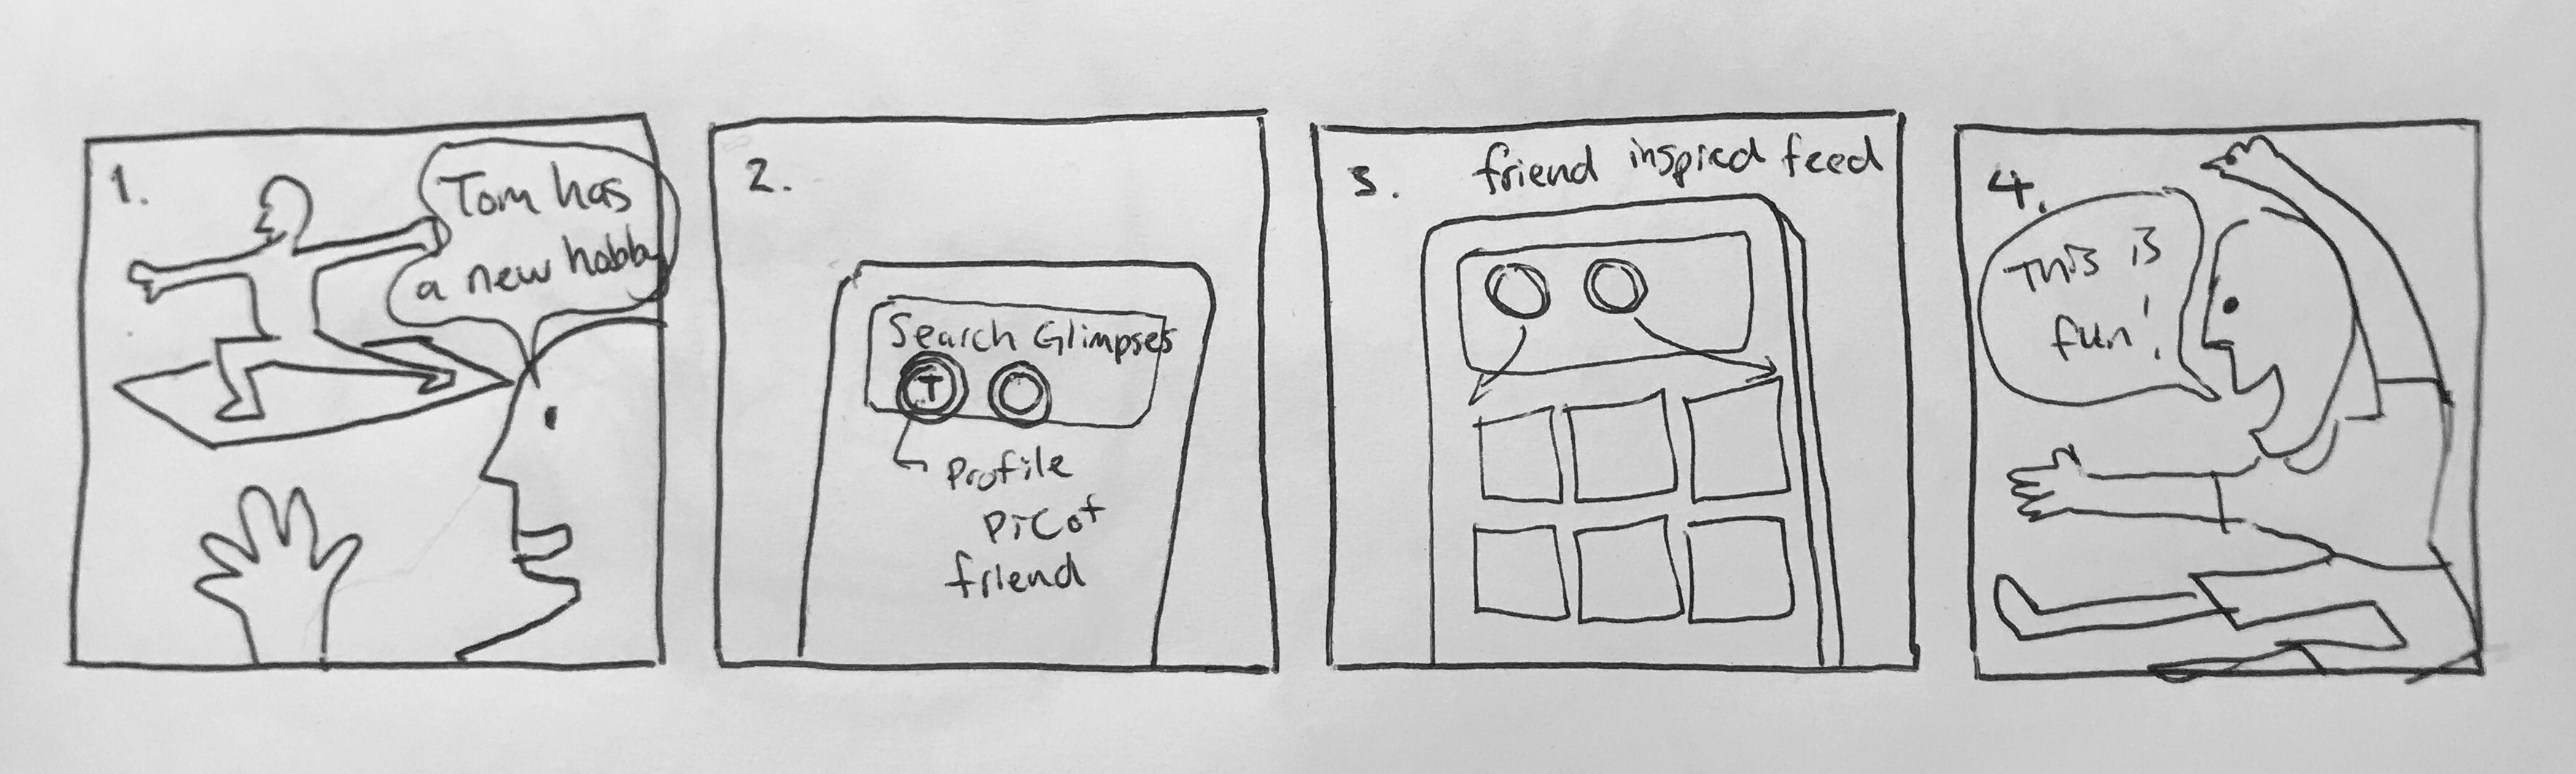 1.
Tom has
a new hobby
2.
Search Glimpses
T
Profile
Pic of
friend
3.
friend inspied feed
4.
This is
fun!